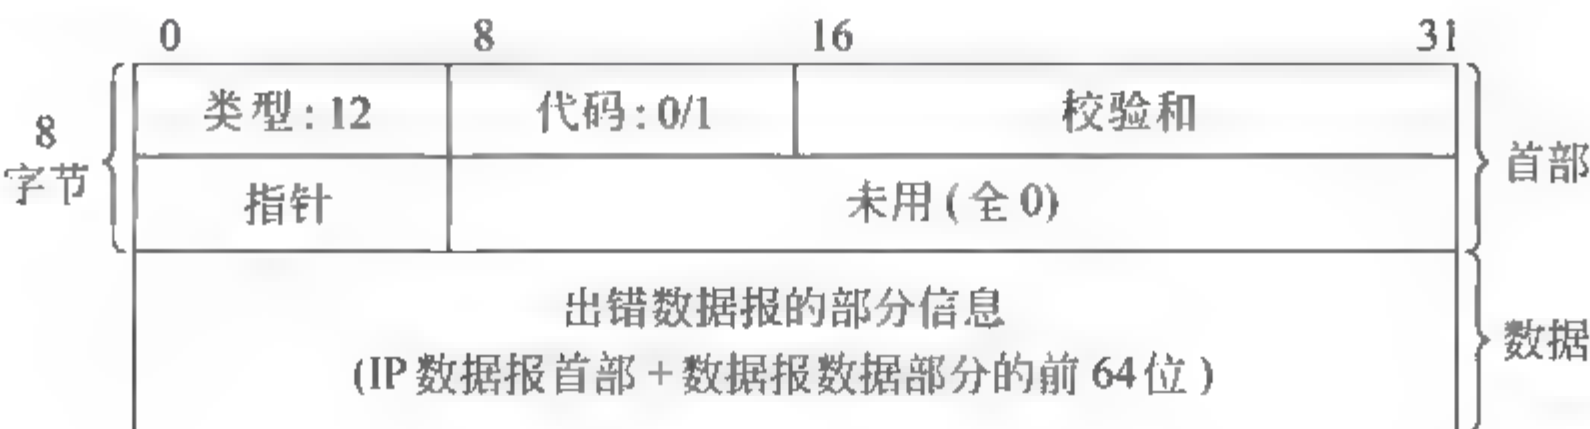 0 8 16 31
类型:12 代码:0/1 校验和
8
字节
指针 未用(全0)
首部
出错数据报的部分信息
(IP数据报首部+数据报数据部分的前64位)
数据